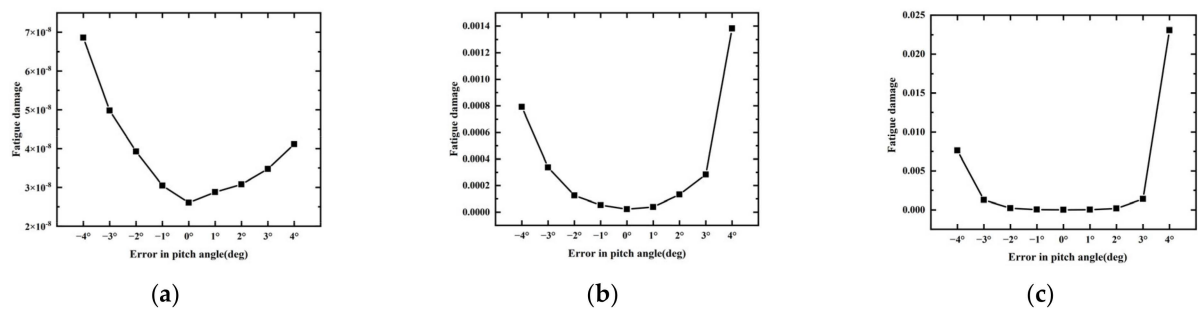 Fatigue damage
7×10⁻⁸
6×10⁻⁸
5×10⁻⁸
4×10⁻⁸
3×10⁻⁸
2×10⁻⁸
−4° −3° −2° −1° 0° 1° 2° 3° 4°
Error in pitch angle(deg)
(a)
Fatigue damage
0.0014
0.0012
0.0010
0.0008
0.0006
0.0004
0.0002
0.0000
−4° −3° −2° −1° 0° 1° 2° 3° 4°
Error in pitch angle(deg)
(b)
Fatigue damage
0.025
0.020
0.015
0.010
0.005
0.000
−4° −3° −2° −1° 0° 1° 2° 3° 4°
Error in pitch angle(deg)
(c)